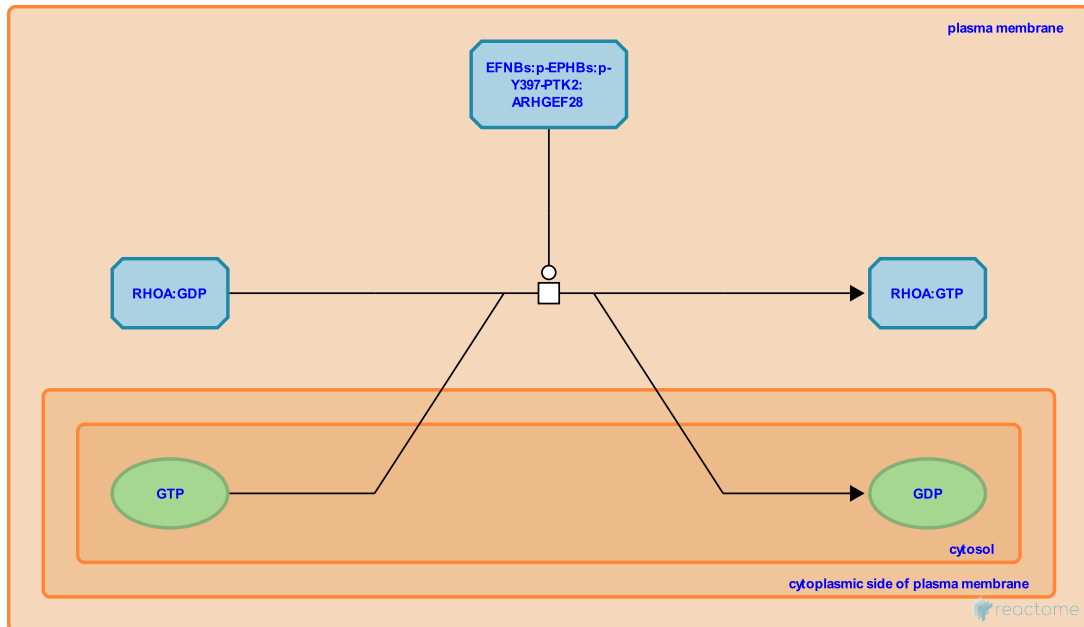 plasma membrane
EFNBs:p-EPHBs:p-
Y397-PTK2:
ARHGEF28
RHOA:GDP
RHOA:GTP
GTP
GDP
cytosol
cytoplasmic side of plasma membrane
reactome